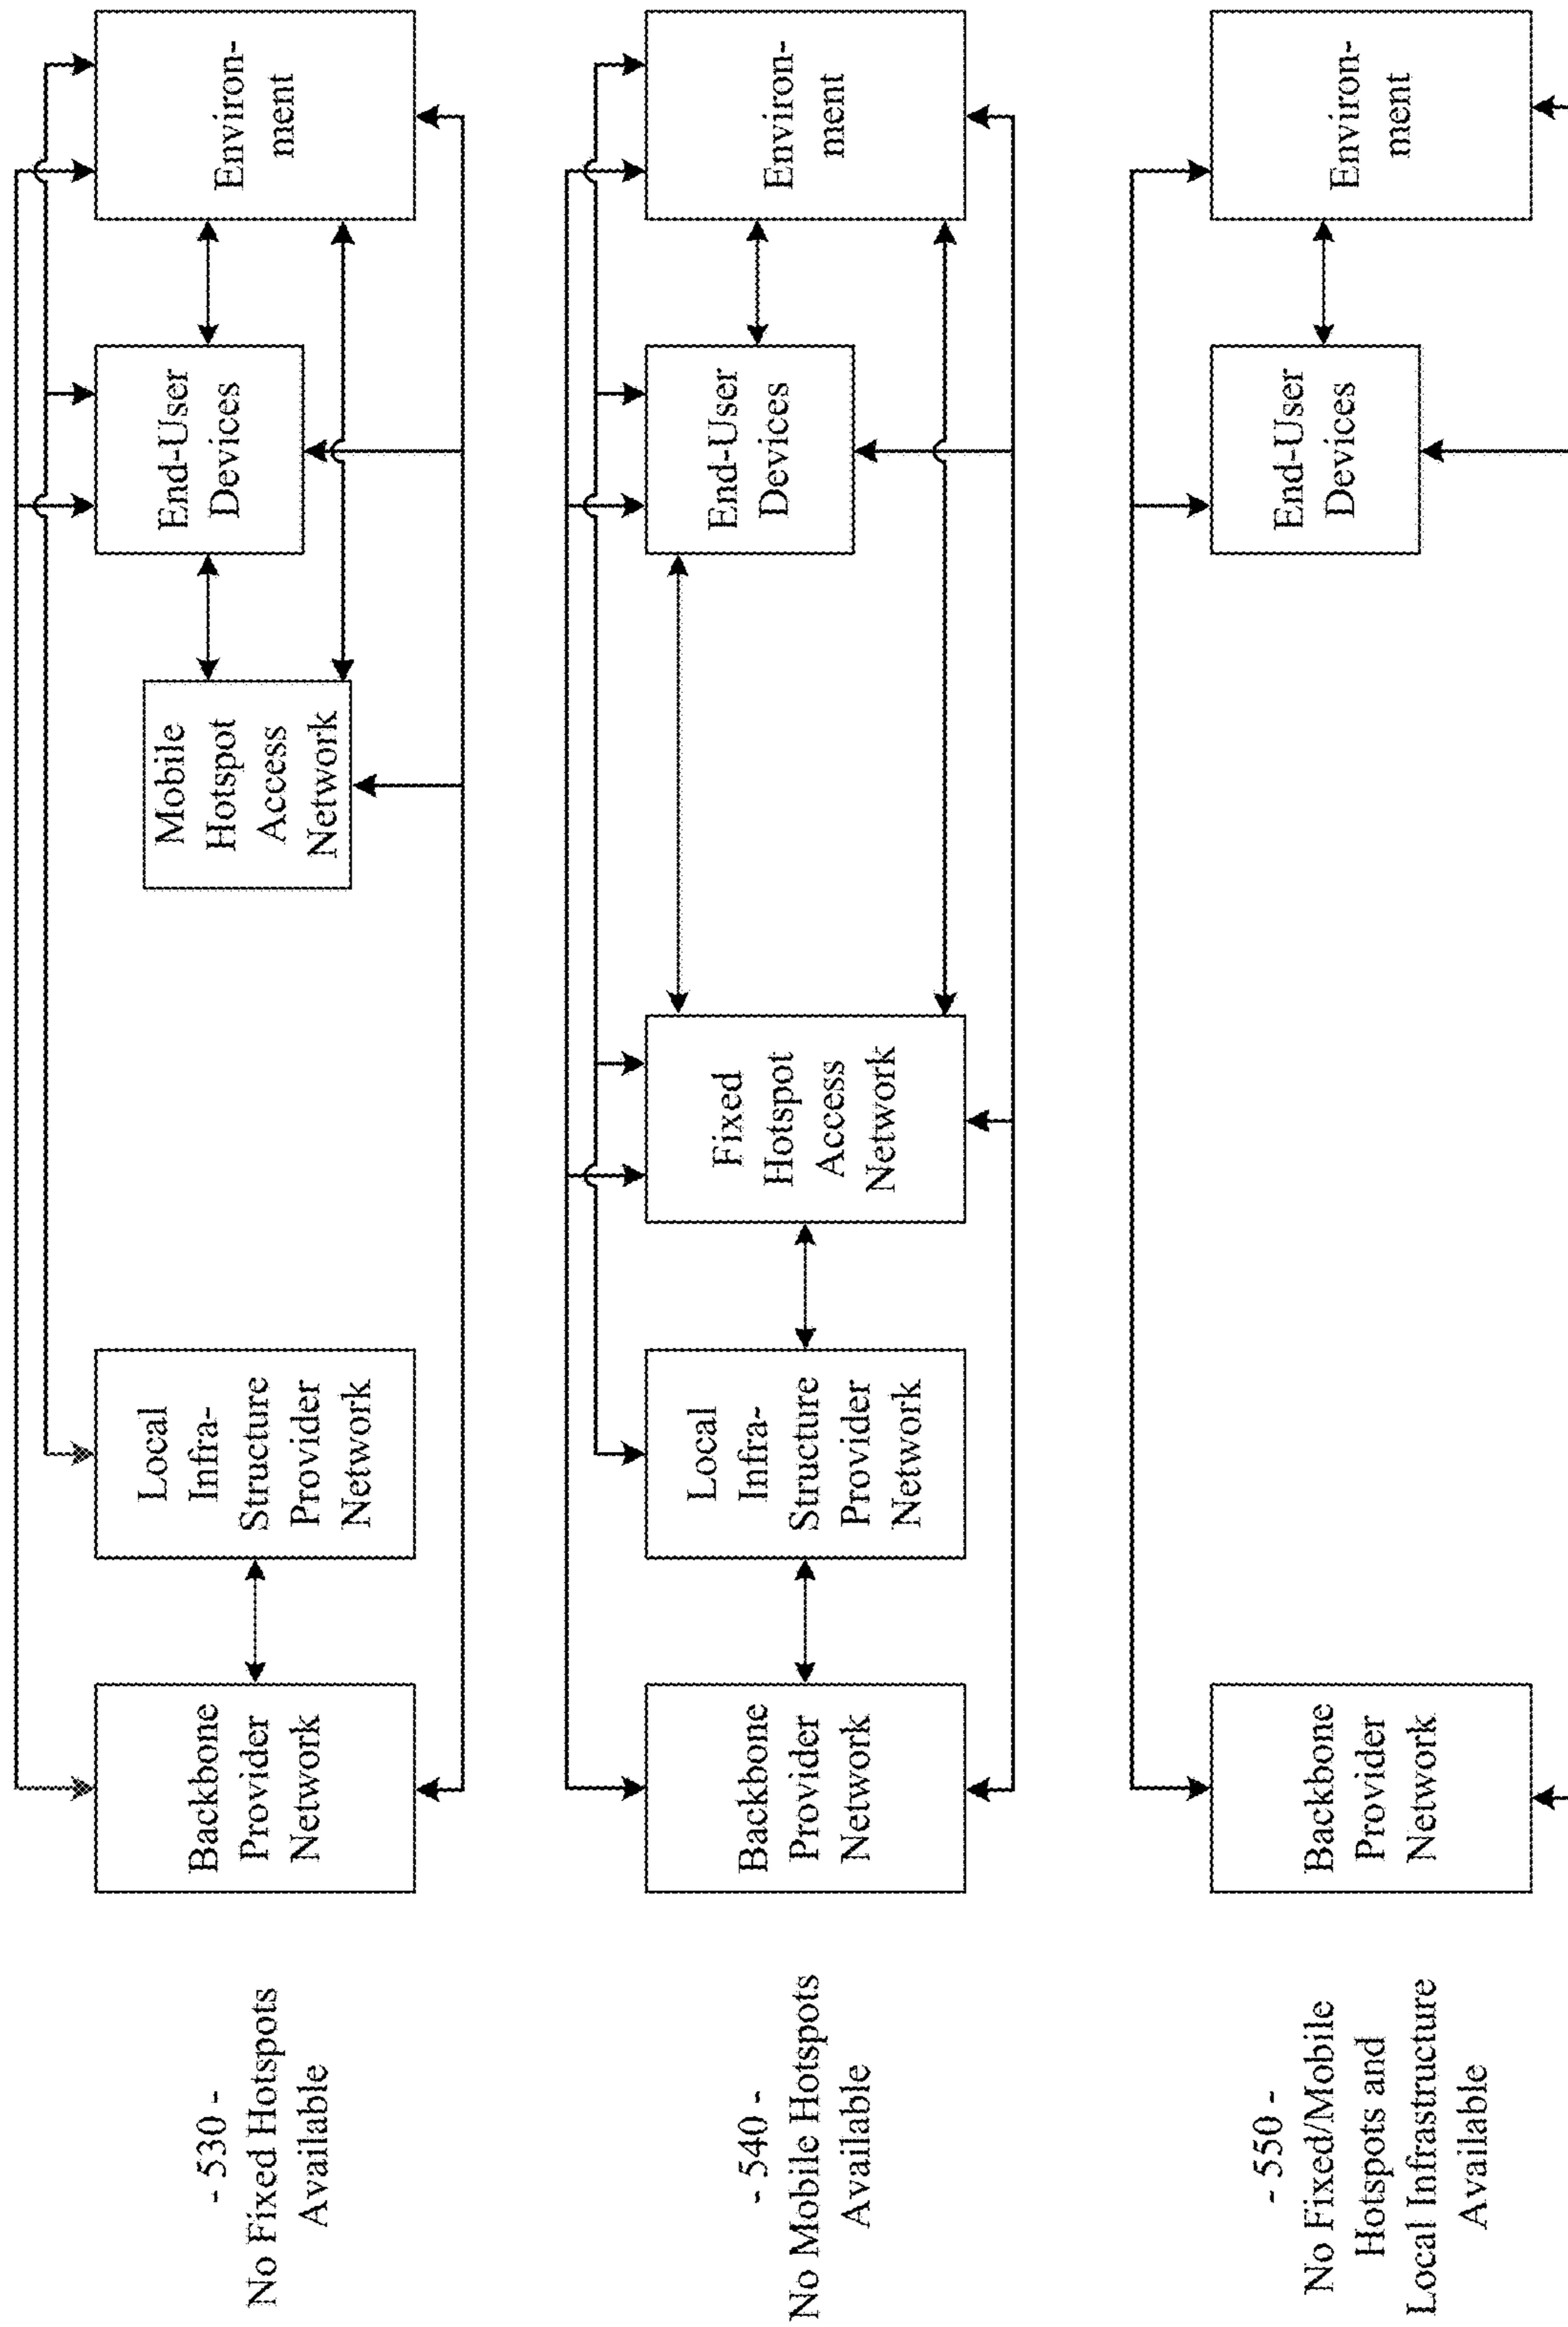 - 530 -
No Fixed Hotspots
Available
Backbone
Provider
Network
Local
Infra-
Structure
Provider
Network
Mobile
Hotspot
Access
Network
End-User
Devices
Environ-
ment
- 540 -
No Mobile Hotspots
Available
Backbone
Provider
Network
Local
Infra-
Structure
Provider
Network
Fixed
Hotspot
Access
Network
End-User
Devices
Environ-
ment
- 550 -
No Fixed/Mobile
Hotspots and
Local Infrastructure
Available
Backbone
Provider
Network
End-User
Devices
Environ-
ment